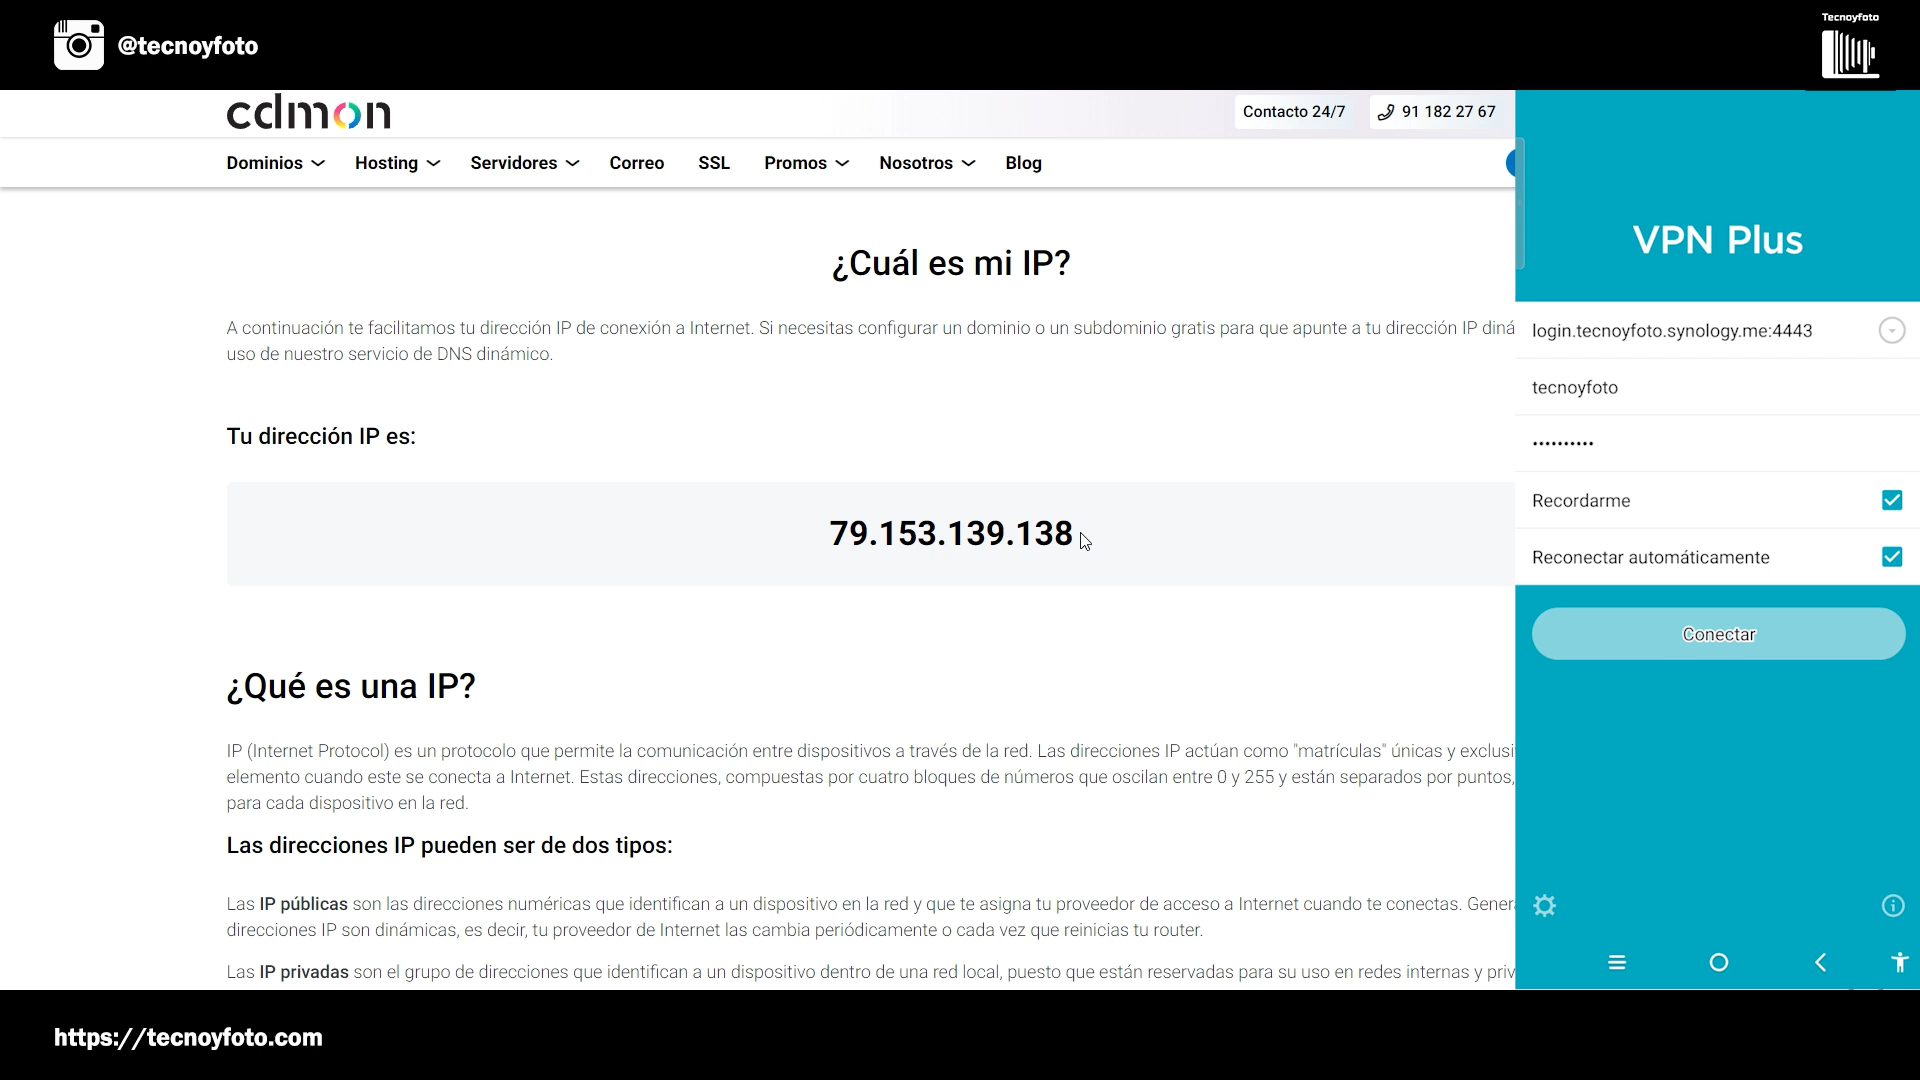 @tecnoyfoto
Tecnoyfoto
cdmon
Contacto 24/7
91 182 27 67
Dominios
Hosting
Servidores
Correo
SSL
Promos
Nosotros
Blog
¿Cuál es mi IP?
A continuación te facilitamos tu dirección IP de conexión a Internet. Si necesitas configurar un dominio o un subdominio gratis para que apunte a tu dirección IP diná
uso de nuestro servicio de DNS dinámico.
Tu dirección IP es:
79.153.139.138
¿Qué es una IP?
IP (Internet Protocol) es un protocolo que permite la comunicación entre dispositivos a través de la red. Las direcciones IP actúan como "matrículas" únicas y exclusi
elemento cuando este se conecta a Internet. Estas direcciones, compuestas por cuatro bloques de números que oscilan entre 0 y 255 y están separados por puntos,
para cada dispositivo en la red.
Las direcciones IP pueden ser de dos tipos:
Las IP públicas son las direcciones numéricas que identifican a un dispositivo en la red y que te asigna tu proveedor de acceso a Internet cuando te conectas. Gener
direcciones IP son dinámicas, es decir, tu proveedor de Internet las cambia periódicamente o cada vez que reinicias tu router.
Las IP privadas son el grupo de direcciones que identifican a un dispositivo dentro de una red local, puesto que están reservadas para su uso en redes internas y priv
VPN Plus
login.tecnoyfoto.synology.me:4443
tecnoyfoto
••••••••••
Recordarme
Reconectar automáticamente
Conectar
https://tecnoyfoto.com